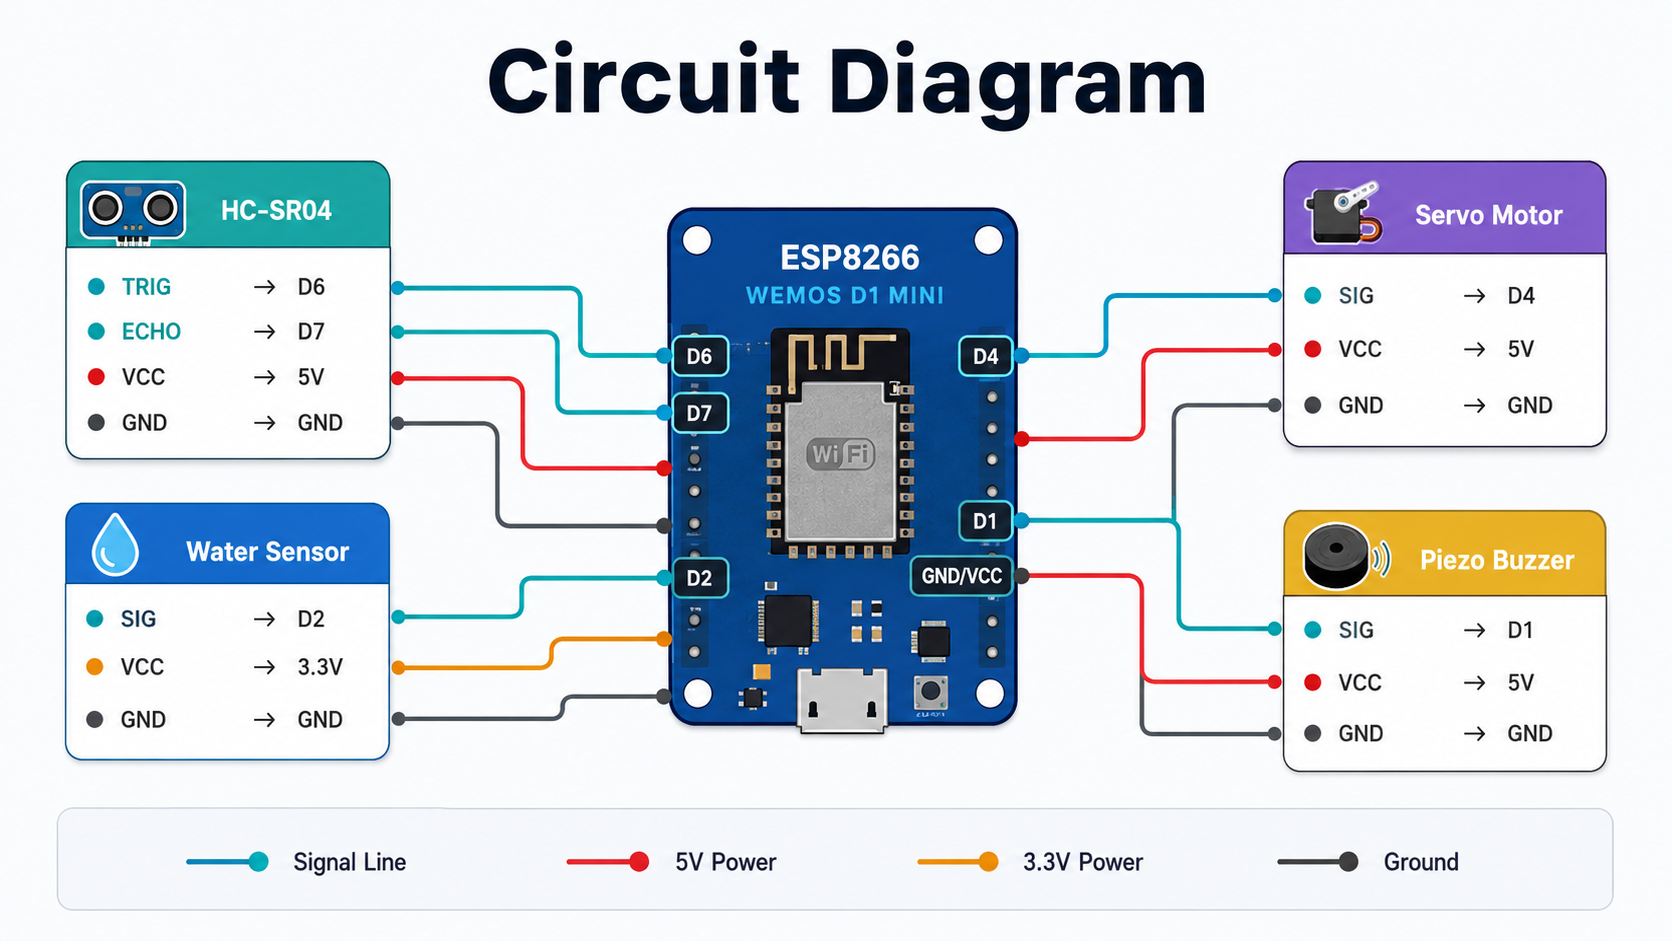 Circuit Diagram
HC-SR04
TRIG → D6
ECHO → D7
VCC → 5V
GND → GND
Water Sensor
SIG → D2
VCC → 3.3V
GND → GND
ESP8266
WEMOS D1 MINI
D6
D7
D2
D4
D1
GND/VCC
WiFi
Servo Motor
SIG → D4
VCC → 5V
GND → GND
Piezo Buzzer
SIG → D1
VCC → 5V
GND → GND
Signal Line
5V Power
3.3V Power
Ground